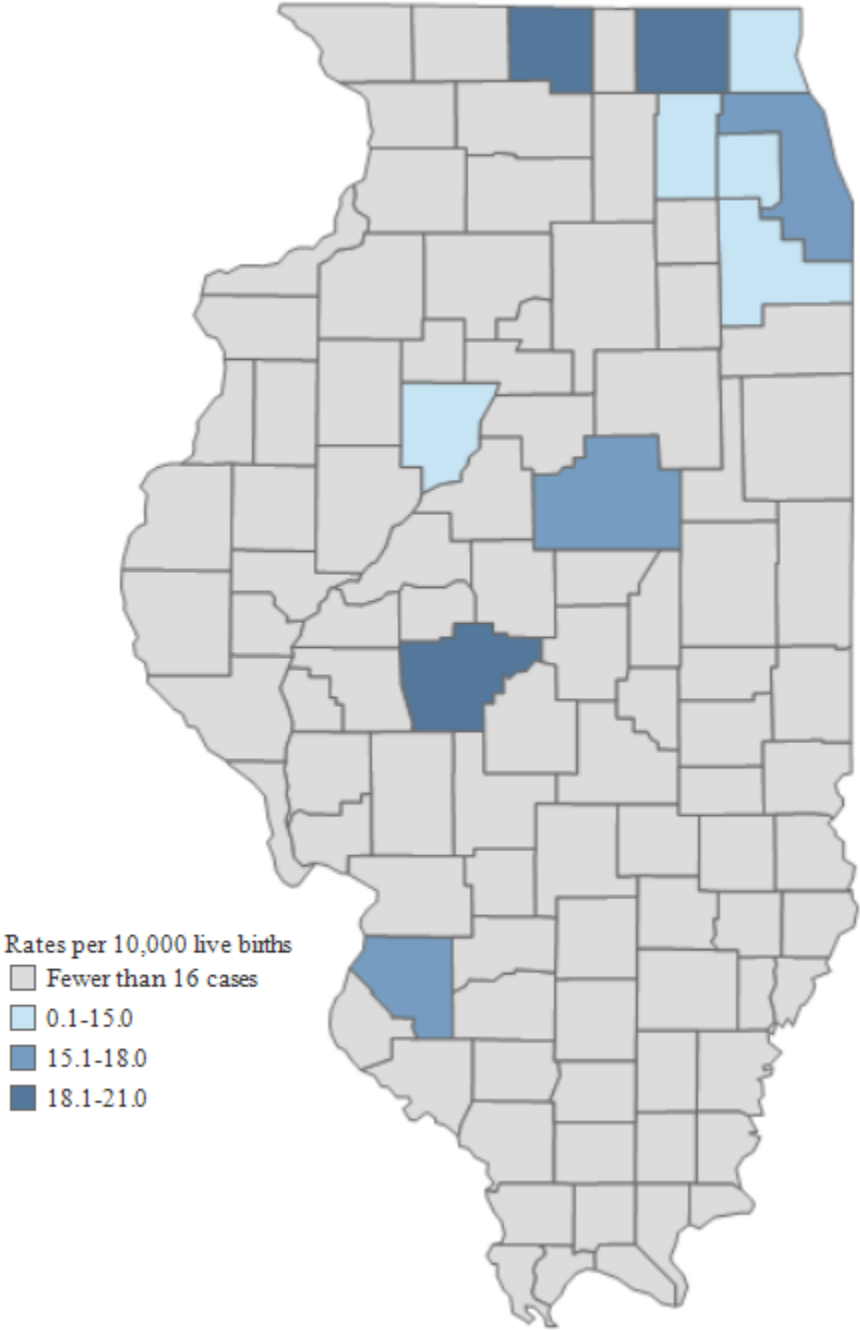 Rates per 10,000 live births
Fewer than 16 cases
0.1-15.0
15.1-18.0
18.1-21.0